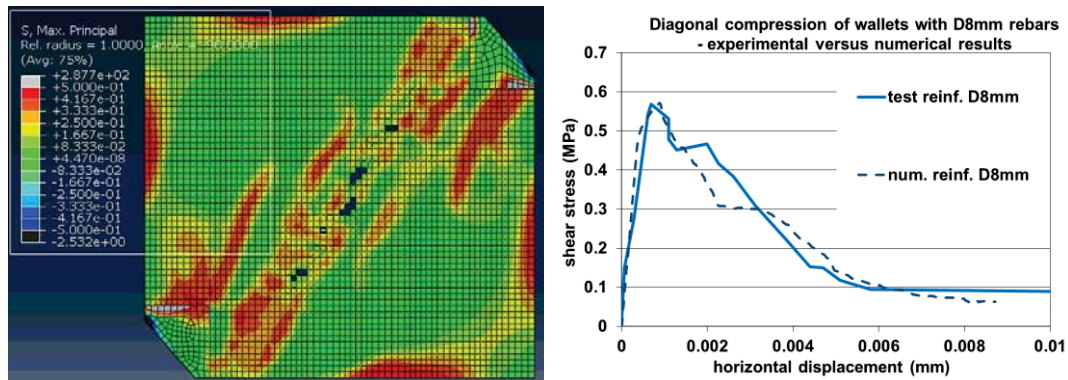 S, Max. Principal
Rel. radius = 1.0000, Angle = -90.0000
(Avg: 75%)
+2.877e+02
+5.000e-01
+4.167e-01
+3.333e-01
+2.500e-01
+1.667e-01
+8.333e-02
+4.470e-08
-8.333e-02
-1.667e-01
-2.500e-01
-3.333e-01
-4.167e-01
-5.000e-01
-2.532e+00
Diagonal compression of wallets with D8mm rebars
- experimental versus numerical results
test reinf. D8mm
num. reinf. D8mm
shear stress (MPa)
0.7
0.6
0.5
0.4
0.3
0.2
0.1
0
0 0.002 0.004 0.006 0.008 0.01
horizontal displacement (mm)